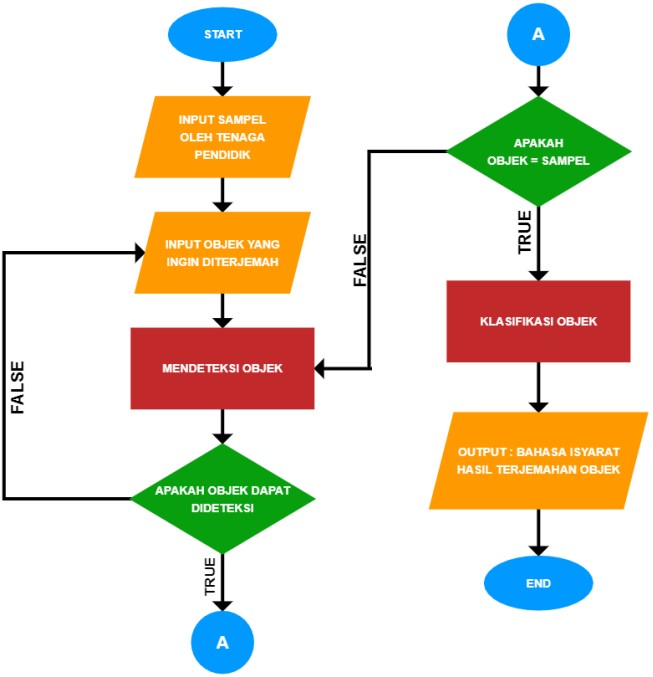 START
INPUT SAMPEL
OLEH TENAGA
PENDIDIK
INPUT OBJEK YANG
INGIN DITERJEMAH
FALSE
MENDETEKSI OBJEK
APAKAH OBJEK DAPAT
DIDETEKSI
TRUE
A
A
APAKAH
OBJEK = SAMPEL
FALSE
TRUE
KLASIFIKASI OBJEK
OUTPUT : BAHASA ISYARAT
HASIL TERJEMAHAN OBJEK
END